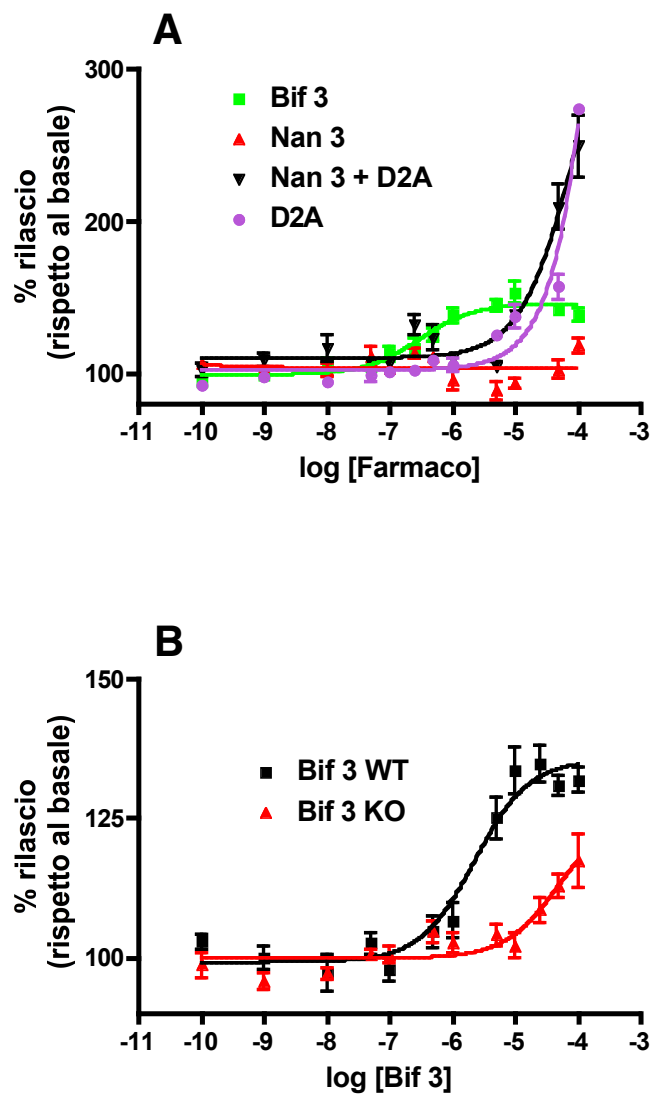 A
300
200
100
% rilascio
(rispetto al basale)
Bif 3
Nan 3
Nan 3 + D2A
D2A
-11 -10 -9 -8 -7 -6 -5 -4 -3
log [Farmaco]
B
150
125
100
% rilascio
(rispetto al basale)
Bif 3 WT
Bif 3 KO
-11 -10 -9 -8 -7 -6 -5 -4 -3
log [Bif 3]